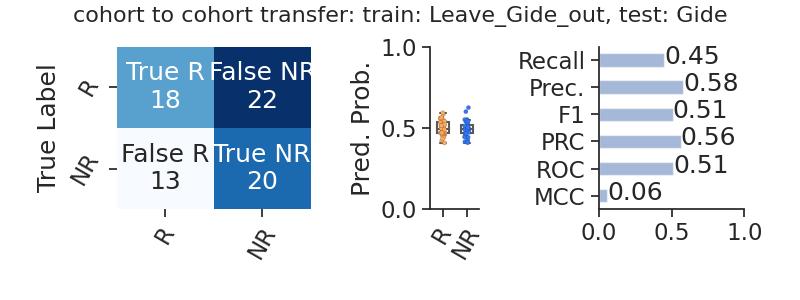 cohort to cohort transfer: train: Leave_Gide_out, test: Gide
True Label
R
NR
True R
18
False NR
22
False R
13
True NR
20
R
NR
Pred. Prob.
1.0
0.5
0.0
R
NR
Recall
0.45
Prec.
0.58
F1
0.51
PRC
0.56
ROC
0.51
MCC
0.06
0.0
0.5
1.0